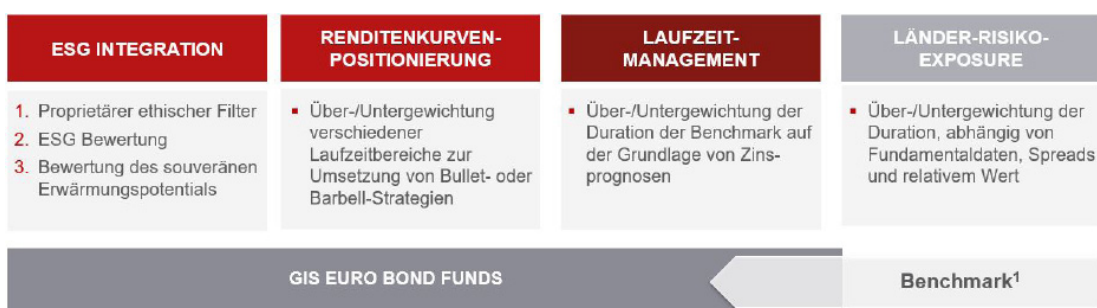 ESG INTEGRATION
1. Proprietärer ethischer Filter
2. ESG Bewertung
3. Bewertung des souveränen
Erwärmungspotentials
RENDITENKURVEN-
POSITIONIERUNG
▪ Über-/Untergewichtung
verschiedener
Laufzeitbereiche zur
Umsetzung von Bullet- oder
Barbell-Strategien
LAUFZEIT-
MANAGEMENT
▪ Über-/Untergewichtung der
Duration der Benchmark auf
der Grundlage von Zins-
prognosen
LÄNDER-RISIKO-
EXPOSURE
▪ Über-/Untergewichtung der
Duration, abhängig von
Fundamentaldaten, Spreads
und relativem Wert
GIS EURO BOND FUNDS
Benchmark¹